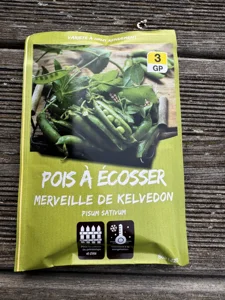 3
GP
POIS À ÉCOSSER
MERVEILLE DE KELVEDON
PISUM SATIVUM